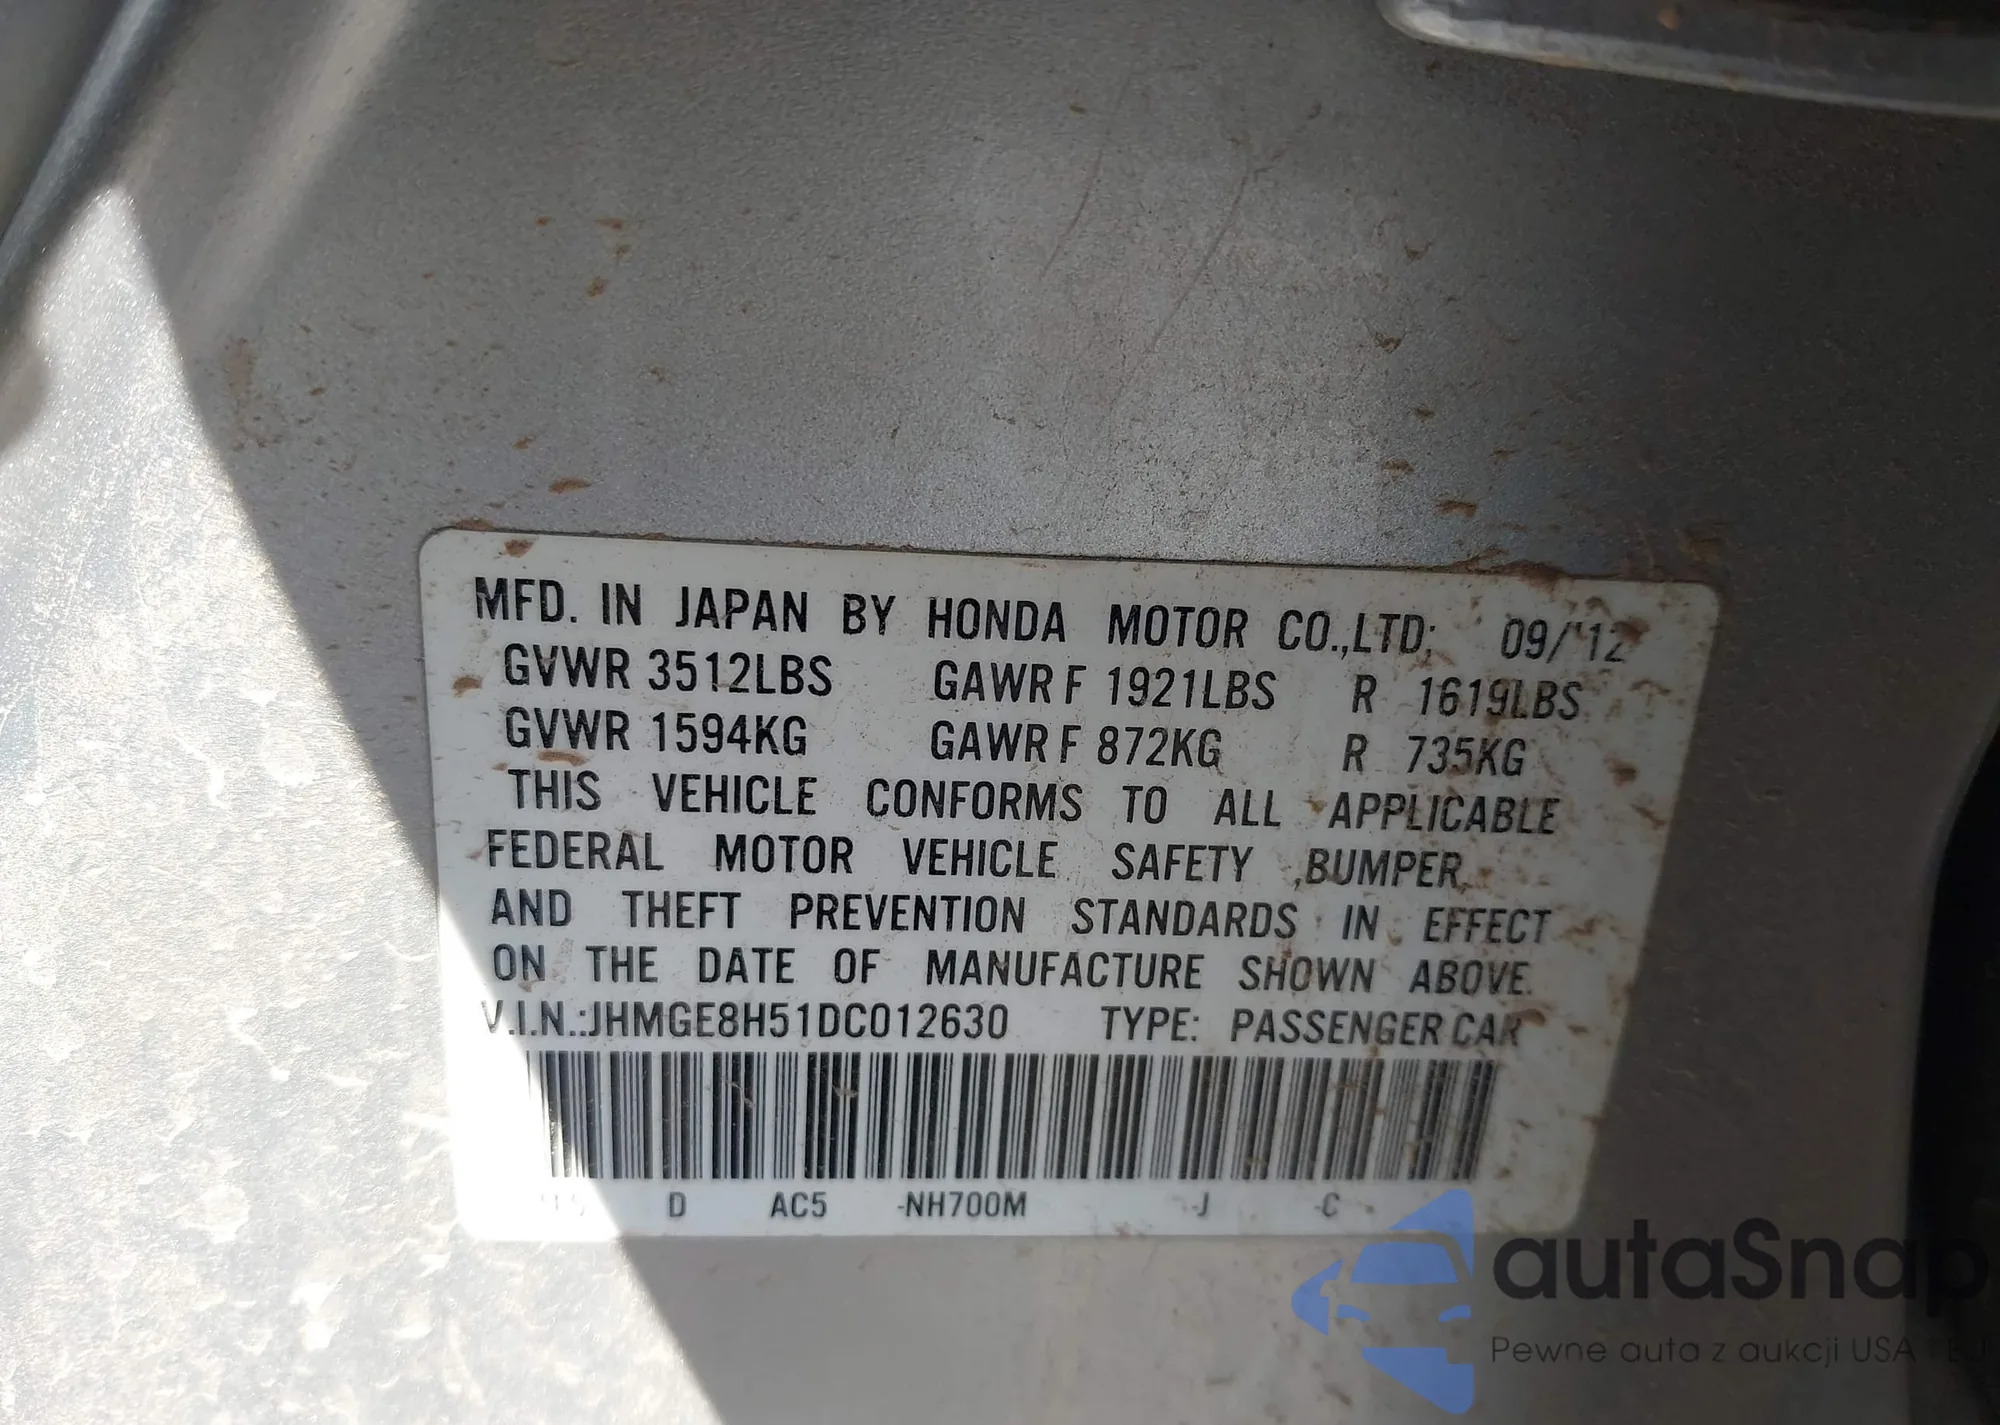 MFD. IN JAPAN BY HONDA MOTOR CO.,LTD; 09/'12
GVWR 3512LBS GAWR F 1921LBS R 1619LBS
GVWR 1594KG GAWR F 872KG R 735KG
THIS VEHICLE CONFORMS TO ALL APPLICABLE
FEDERAL MOTOR VEHICLE SAFETY ,BUMPER,
AND THEFT PREVENTION STANDARDS IN EFFECT
ON THE DATE OF MANUFACTURE SHOWN ABOVE.
V.I.N.:JHMGE8H51DC012630 TYPE: PASSENGER CAR
D AC5 -NH700M -J -C
autaSnap
Pewne auta z aukcji USA i EU